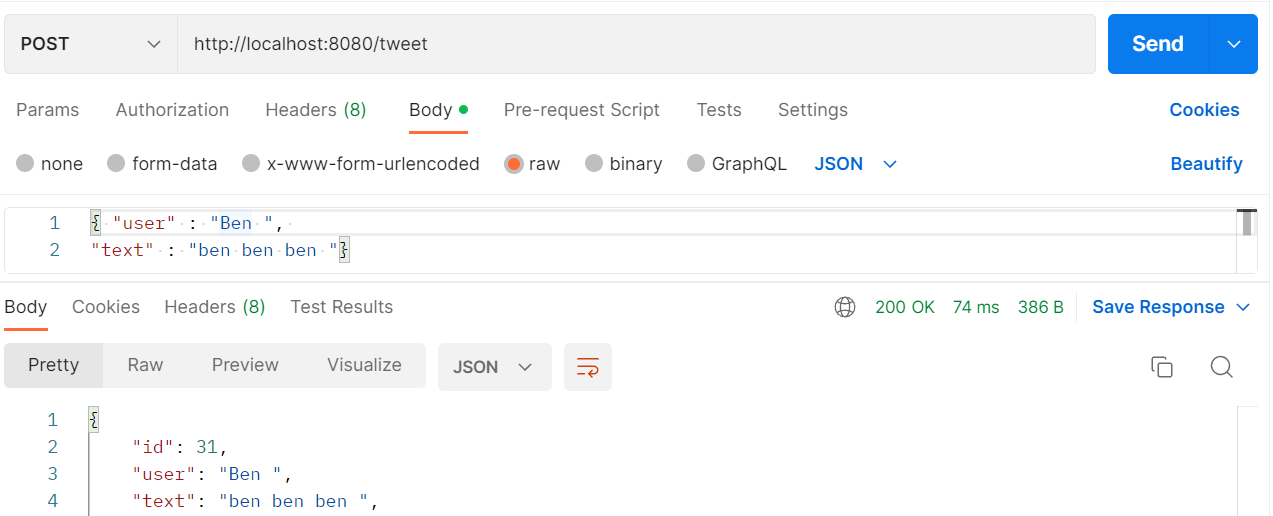 POST http://localhost:8080/tweet Send
Params Authorization Headers (8) Body Pre-request Script Tests Settings Cookies
none form-data x-www-form-urlencoded raw binary GraphQL JSON Beautify
1 { "user" : "Ben ",
2 "text" : "ben ben ben "}
Body Cookies Headers (8) Test Results 200 OK 74 ms 386 B Save Response
Pretty Raw Preview Visualize JSON
1 {
2 "id": 31,
3 "user": "Ben ",
4 "text": "ben ben ben ",